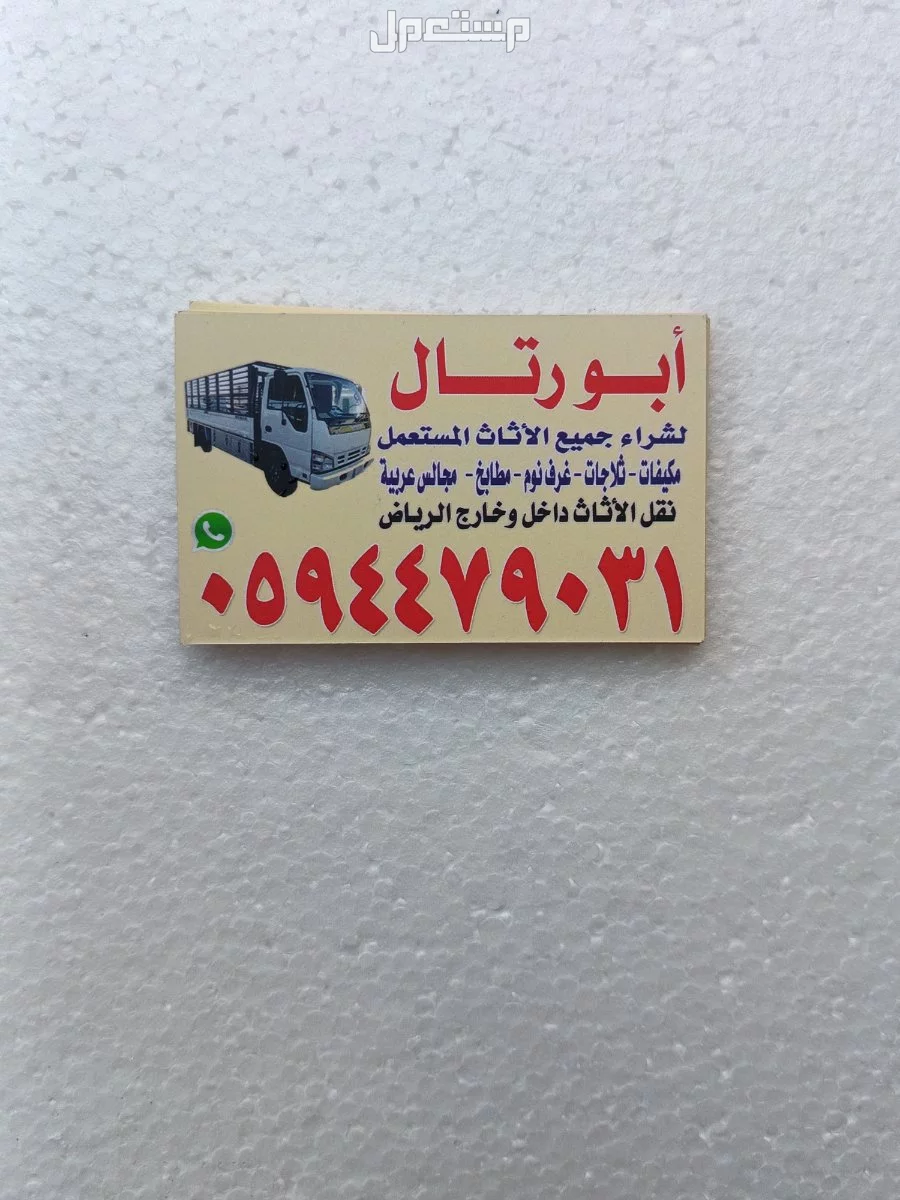 مستعمل
أبو رتال
لشراء جميع الأثاث المستعمل
مكيفات - ثلاجات - غرف نوم - مطابخ - مجالس عربية
نقل الأثاث داخل وخارج الرياض
٠٥٩٤٤٧٩٠٣١